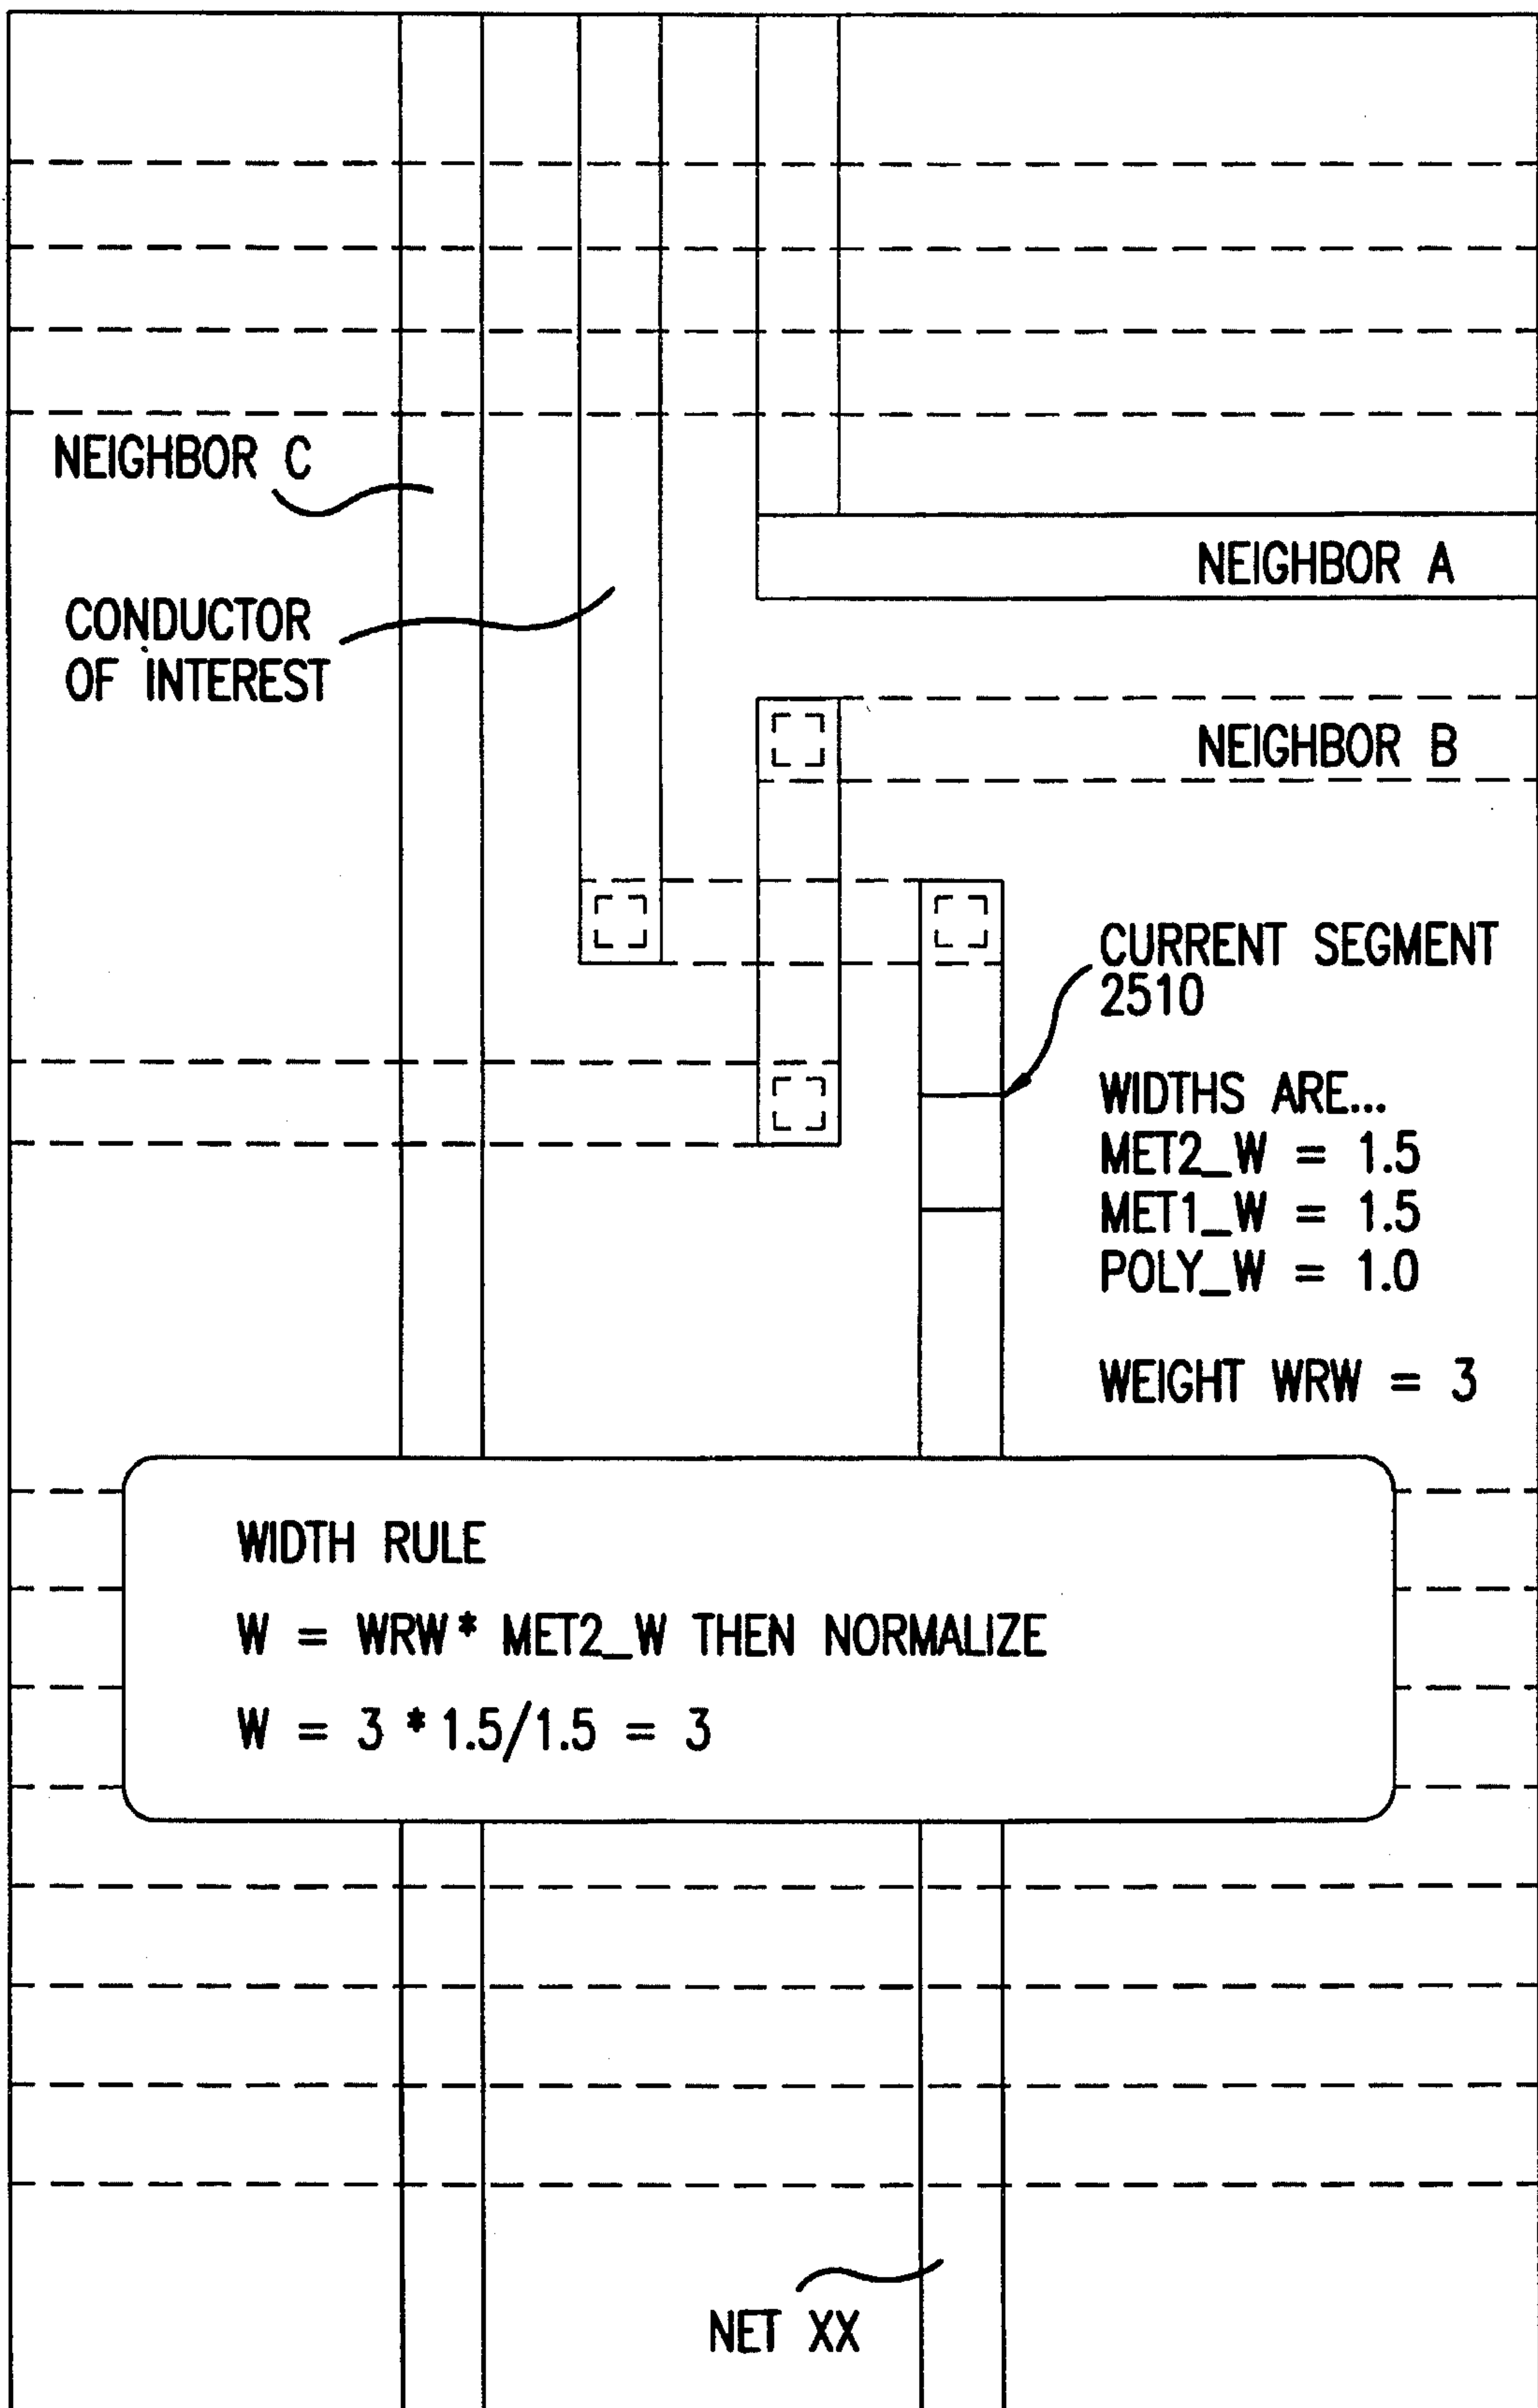 NEIGHBOR C
NEIGHBOR A
CONDUCTOR
OF INTEREST
NEIGHBOR B
CURRENT SEGMENT
2510
WIDTHS ARE...
MET2_W = 1.5
MET1_W = 1.5
POLY_W = 1.0
WEIGHT WRW = 3
WIDTH RULE
W = WRW* MET2_W THEN NORMALIZE
W = 3 * 1.5/1.5 = 3
NET XX